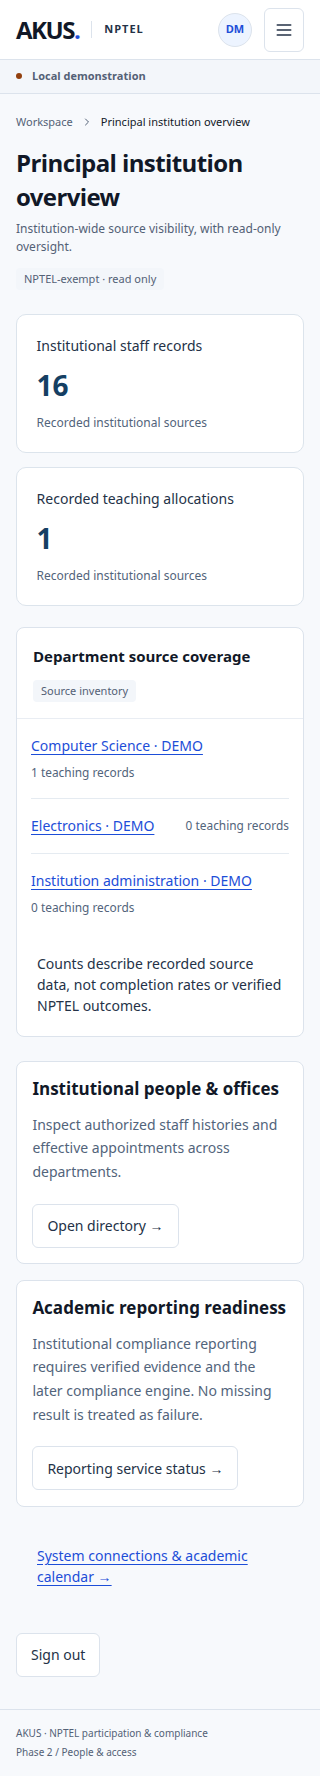 AKUS. NPTEL DM
Local demonstration
Workspace > Principal institution overview
Principal institution
overview
Institution-wide source visibility, with read-only
oversight.
NPTEL-exempt · read only
Institutional staff records
16
Recorded institutional sources
Recorded teaching allocations
1
Recorded institutional sources
Department source coverage
Source inventory
Computer Science · DEMO
1 teaching records
Electronics · DEMO 0 teaching records
Institution administration · DEMO
0 teaching records
Counts describe recorded source
data, not completion rates or verified
NPTEL outcomes.
Institutional people & offices
Inspect authorized staff histories and
effective appointments across
departments.
Open directory →
Academic reporting readiness
Institutional compliance reporting
requires verified evidence and the
later compliance engine. No missing
result is treated as failure.
Reporting service status →
System connections & academic
calendar →
Sign out
AKUS · NPTEL participation & compliance
Phase 2 / People & access